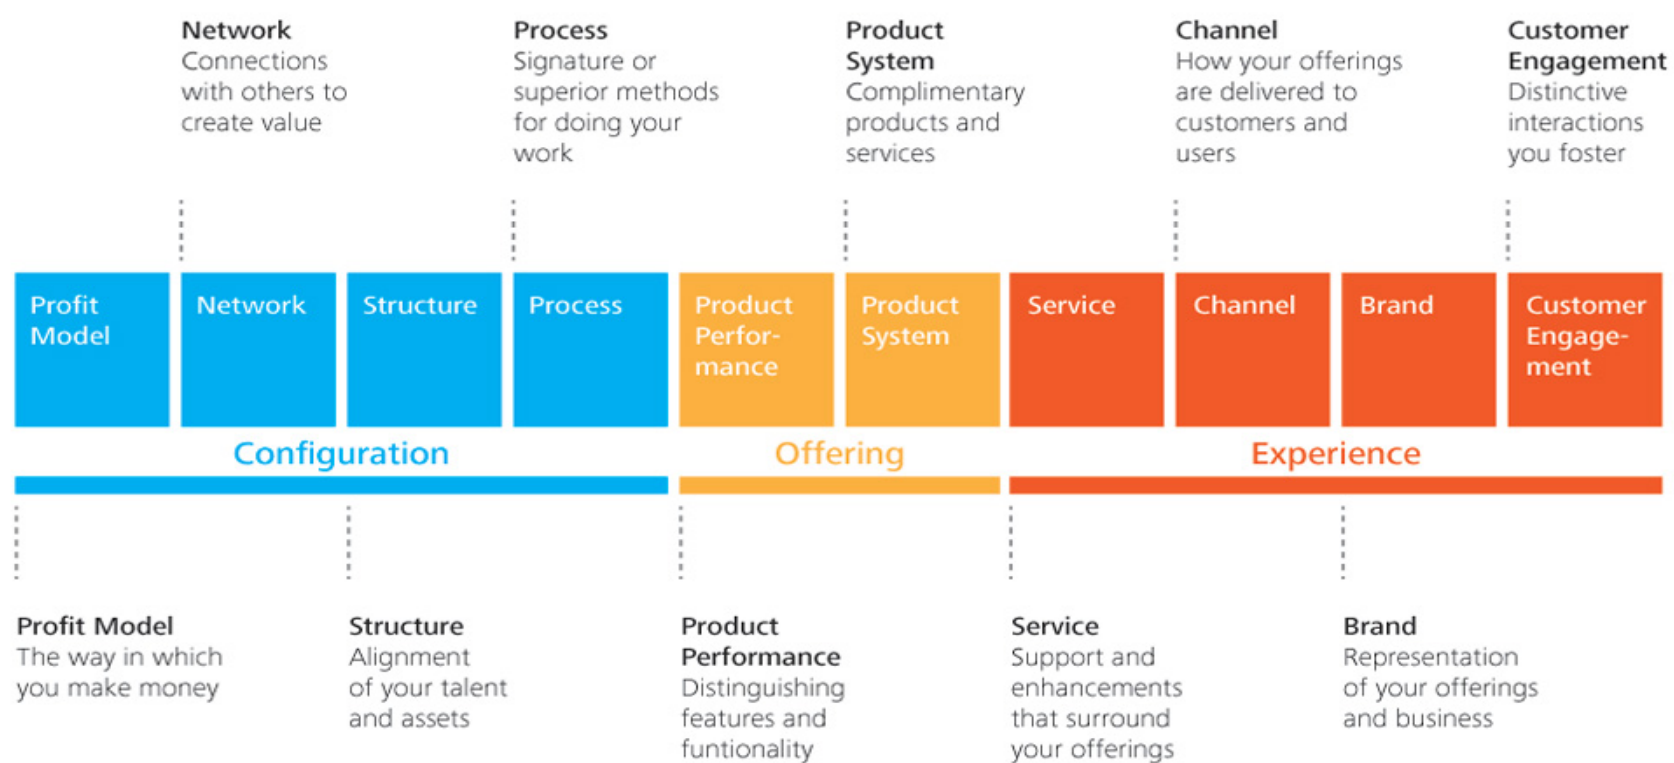 Network
Connections
with others to
create value
Process
Signature or
superior methods
for doing your
work
Product
System
Complimentary
products and
services
Channel
How your offerings
are delivered to
customers and
users
Customer
Engagement
Distinctive
interactions
you foster
Profit
Model
Network
Structure
Process
Product
Perfor-
mance
Product
System
Service
Channel
Brand
Customer
Engage-
ment
Configuration
Offering
Experience
Profit Model
The way in which
you make money
Structure
Alignment
of your talent
and assets
Product
Performance
Distinguishing
features and
funtionality
Service
Support and
enhancements
that surround
your offerings
Brand
Representation
of your offerings
and business